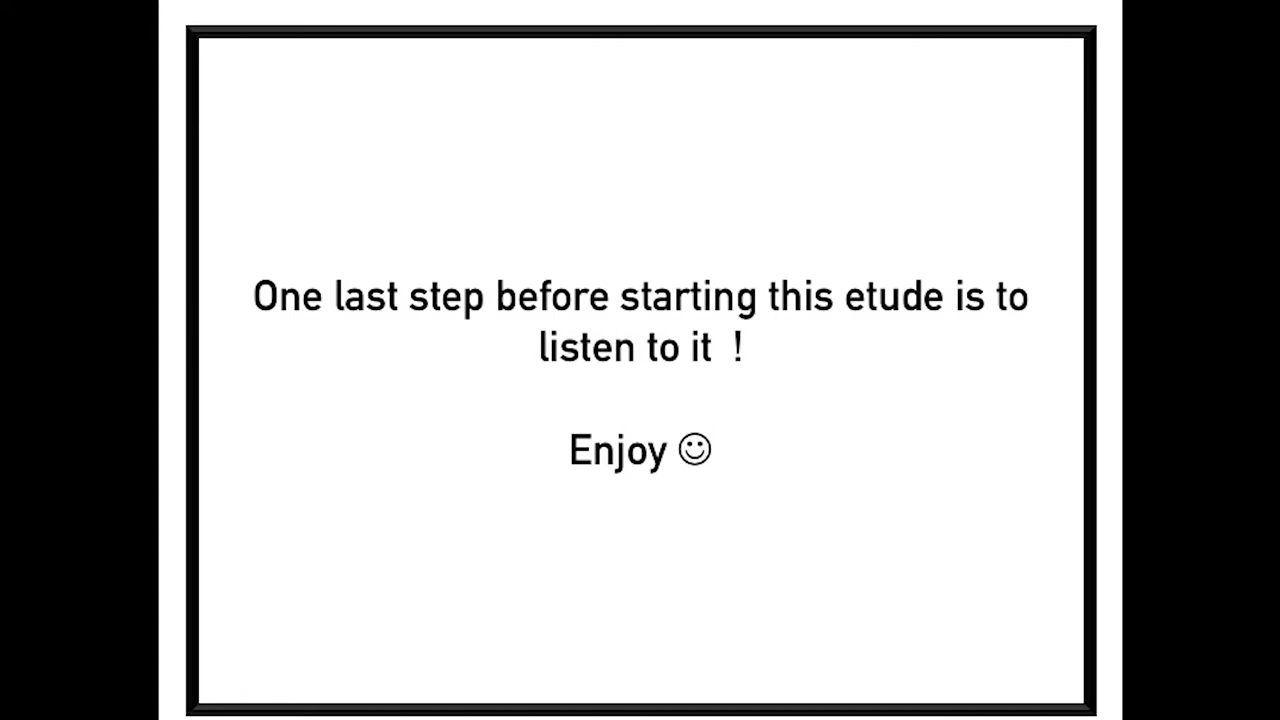 One last step before starting this etude is to
listen to it  !
Enjoy ☺